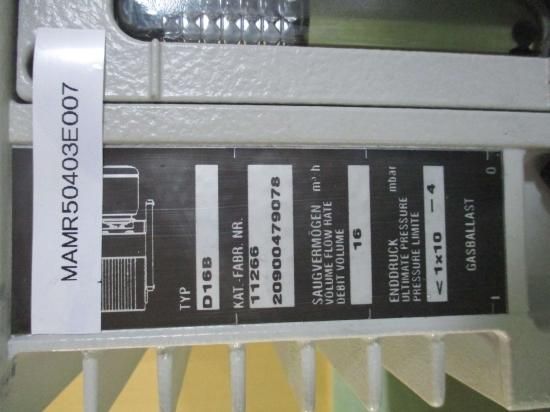 MAMR50403E007
TYP
D16B
KAT.-FABR. NR.
11266
20900479078
SAUGVERMÖGEN m³ h
VOLUME FLOW RATE
DEBIT VOLUME
16
ENDDRUCK mbar
ULTIMATE PRESSURE
PRESSURE LIMITE
< 1x10 -4
GASBALLAST
I O